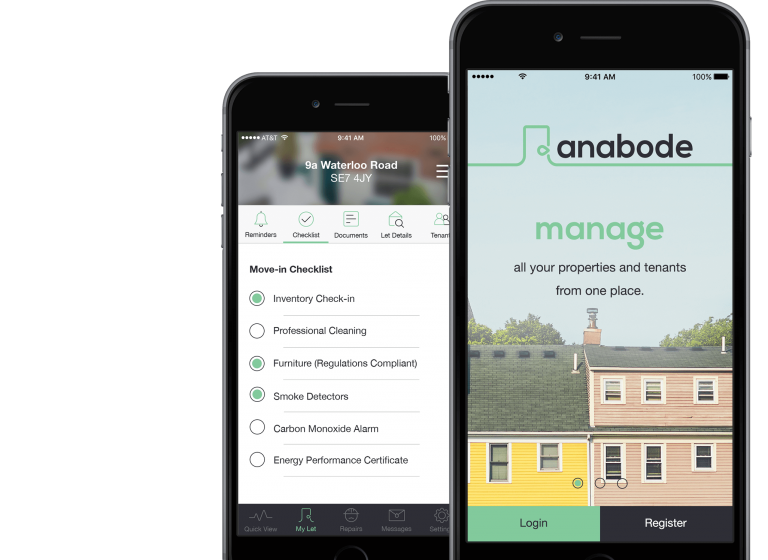 AT&T
9:41 AM
100%
9a Waterloo Road
SE7 4JY
Reminders
Checklist
Documents
Let Details
Tenant
Move-in Checklist
Inventory Check-in
Professional Cleaning
Furniture (Regulations Compliant)
Smoke Detectors
Carbon Monoxide Alarm
Energy Performance Certificate
Quick View
My Let
Repairs
Messages
Setting
9:41 AM
100%
anabode
manage
all your properties and tenants
from one place.
Login
Register